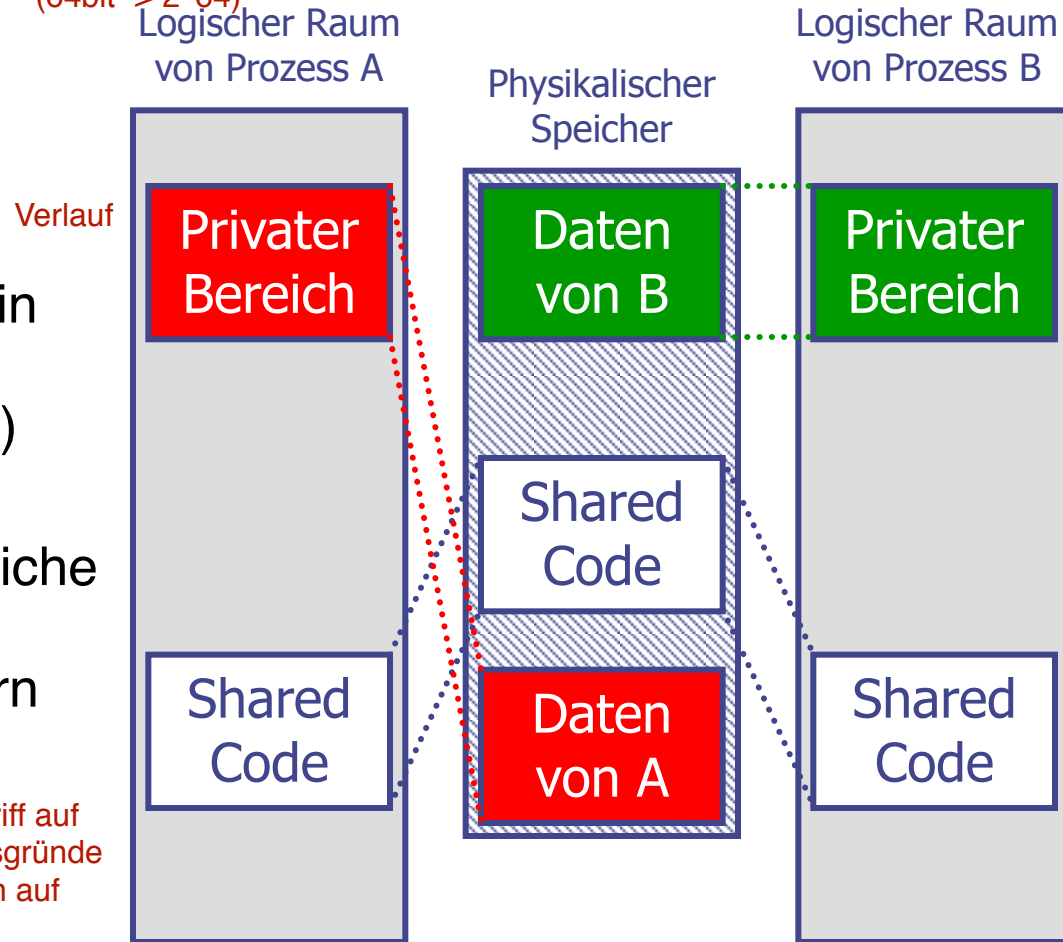 Logischer Raum
von Prozess A
Physikalischer
Speicher
Logischer Raum
von Prozess B
Verlauf
in
)
iche
rn
riff auf
sgründe
n auf
Privater
Bereich
Daten
von B
Privater
Bereich
Shared
Code
Shared
Code
Daten
von A
Shared
Code